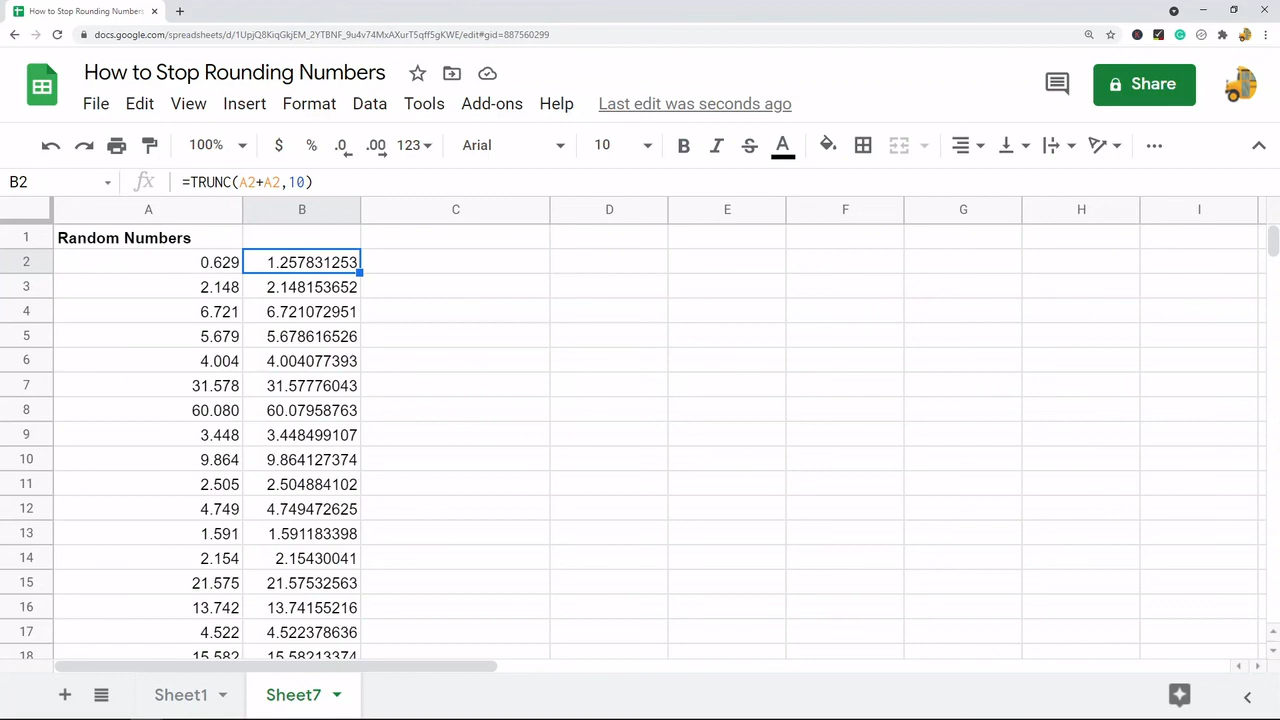 How to Stop Rounding Numbers
docs.google.com/spreadsheets/d/1UpjQ8KiqGkjEM_2YTBNF_9u4v74MxAXurT5qff5gKWE/edit#gid=887560299
How to Stop Rounding Numbers
Share
File Edit View Insert Format Data Tools Add-ons Help Last edit was seconds ago
100% $ % .0 .00 123 Arial 10 B I S A
B2 fx =TRUNC(A2+A2,10)
A B C D E F G H I
1 Random Numbers
2 0.629 1.257831253
3 2.148 2.148153652
4 6.721 6.721072951
5 5.679 5.678616526
6 4.004 4.004077393
7 31.578 31.57776043
8 60.080 60.07958763
9 3.448 3.448499107
10 9.864 9.864127374
11 2.505 2.504884102
12 4.749 4.749472625
13 1.591 1.591183398
14 2.154 2.15430041
15 21.575 21.57532563
16 13.742 13.74155216
17 4.522 4.522378636
18 15.582 15.58213374
Sheet1 Sheet7